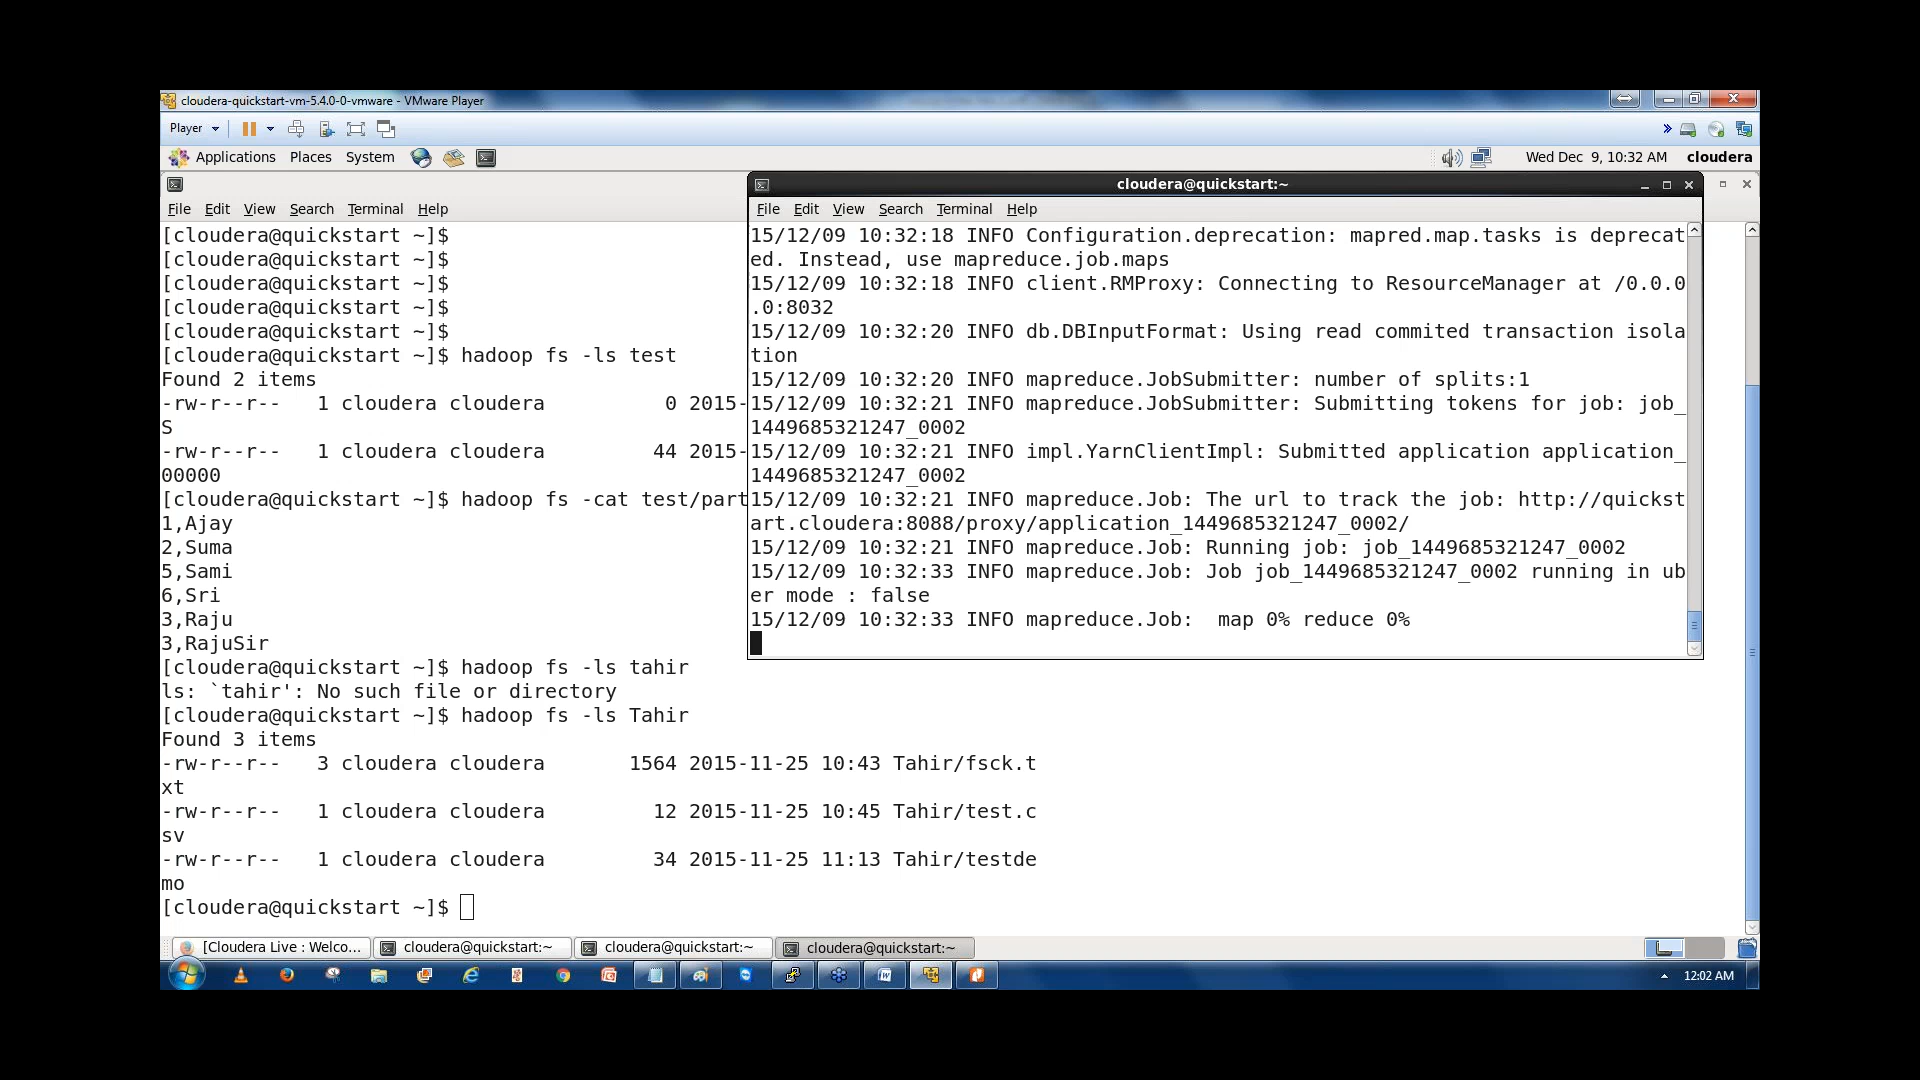 cloudera-quickstart-vm-5.4.0-0-vmware - VMware Player
Player
Applications Places System
Wed Dec 9, 10:32 AM cloudera
File Edit View Search Terminal Help
[cloudera@quickstart ~]$
[cloudera@quickstart ~]$
[cloudera@quickstart ~]$
[cloudera@quickstart ~]$
[cloudera@quickstart ~]$
[cloudera@quickstart ~]$ hadoop fs -ls test
Found 2 items
-rw-r--r-- 1 cloudera cloudera 0 2015-
S
-rw-r--r-- 1 cloudera cloudera 44 2015-
00000
[cloudera@quickstart ~]$ hadoop fs -cat test/part
1,Ajay
2,Suma
5,Sami
6,Sri
3,Raju
3,RajuSir
[cloudera@quickstart ~]$ hadoop fs -ls tahir
ls: `tahir': No such file or directory
[cloudera@quickstart ~]$ hadoop fs -ls Tahir
Found 3 items
-rw-r--r-- 3 cloudera cloudera 1564 2015-11-25 10:43 Tahir/fsck.t
xt
-rw-r--r-- 1 cloudera cloudera 12 2015-11-25 10:45 Tahir/test.c
sv
-rw-r--r-- 1 cloudera cloudera 34 2015-11-25 11:13 Tahir/testde
mo
[cloudera@quickstart ~]$
cloudera@quickstart:~
File Edit View Search Terminal Help
15/12/09 10:32:18 INFO Configuration.deprecation: mapred.map.tasks is deprecat
ed. Instead, use mapreduce.job.maps
15/12/09 10:32:18 INFO client.RMProxy: Connecting to ResourceManager at /0.0.0
.0:8032
15/12/09 10:32:20 INFO db.DBInputFormat: Using read commited transaction isola
tion
15/12/09 10:32:20 INFO mapreduce.JobSubmitter: number of splits:1
15/12/09 10:32:21 INFO mapreduce.JobSubmitter: Submitting tokens for job: job_
1449685321247_0002
15/12/09 10:32:21 INFO impl.YarnClientImpl: Submitted application application_
1449685321247_0002
15/12/09 10:32:21 INFO mapreduce.Job: The url to track the job: http://quickst
art.cloudera:8088/proxy/application_1449685321247_0002/
15/12/09 10:32:21 INFO mapreduce.Job: Running job: job_1449685321247_0002
15/12/09 10:32:33 INFO mapreduce.Job: Job job_1449685321247_0002 running in ub
er mode : false
15/12/09 10:32:33 INFO mapreduce.Job: map 0% reduce 0%
[Cloudera Live : Welco... cloudera@quickstart:~ cloudera@quickstart:~ cloudera@quickstart:~
12:02 AM